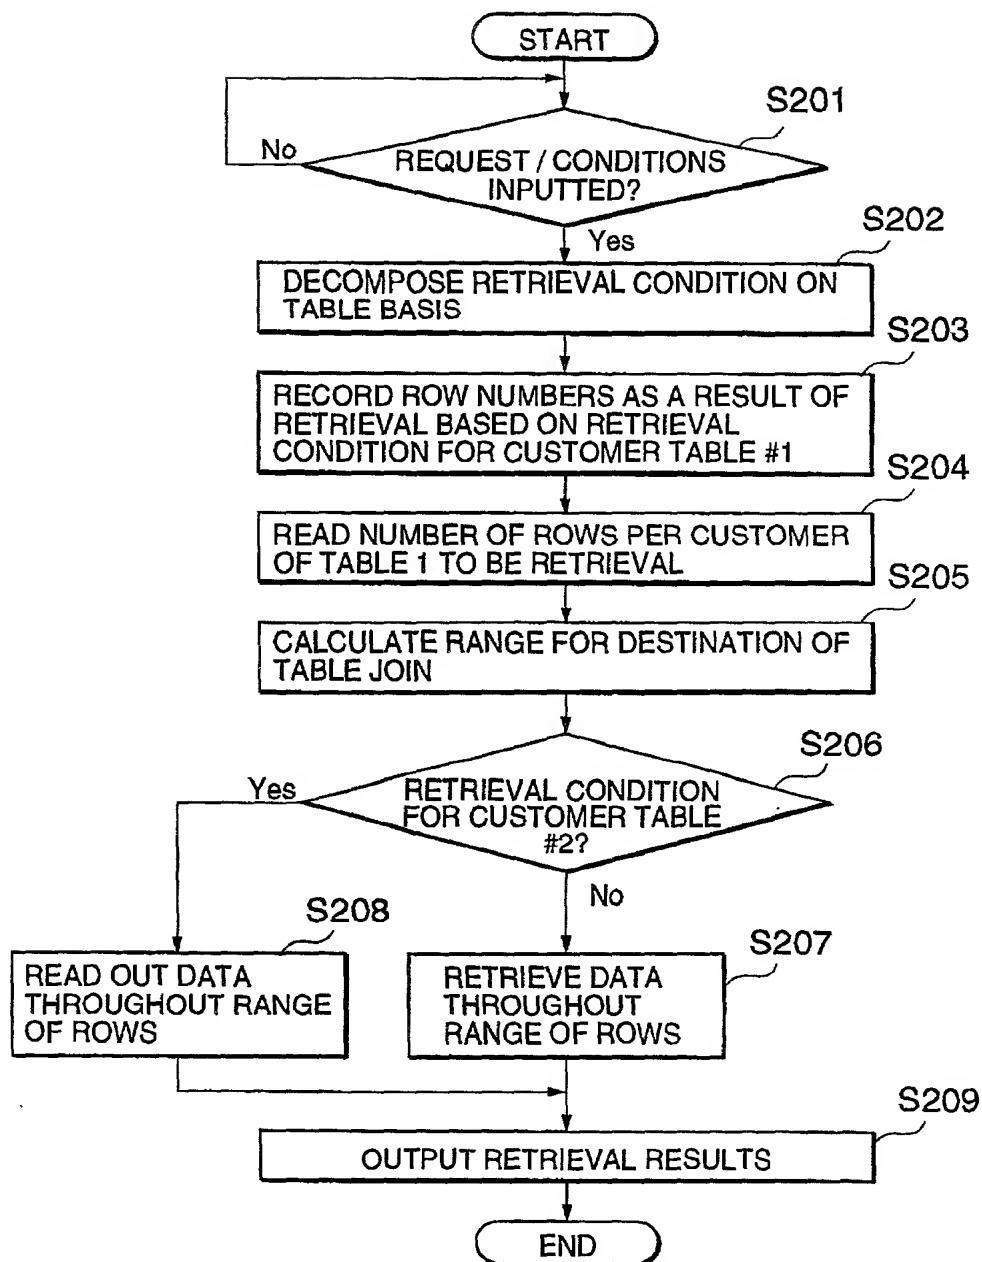 START
S201
No
REQUEST / CONDITIONS
INPUTTED?
Yes
S202
DECOMPOSE RETRIEVAL CONDITION ON
TABLE BASIS
S203
RECORD ROW NUMBERS AS A RESULT OF
RETRIEVAL BASED ON RETRIEVAL
CONDITION FOR CUSTOMER TABLE #1
S204
READ NUMBER OF ROWS PER CUSTOMER
OF TABLE 1 TO BE RETRIEVAL
S205
CALCULATE RANGE FOR DESTINATION OF
TABLE JOIN
S206
Yes
RETRIEVAL CONDITION
FOR CUSTOMER TABLE
#2?
No
S208
READ OUT DATA
THROUGHOUT RANGE
OF ROWS
S207
RETRIEVE DATA
THROUGHOUT
RANGE OF ROWS
S209
OUTPUT RETRIEVAL RESULTS
END